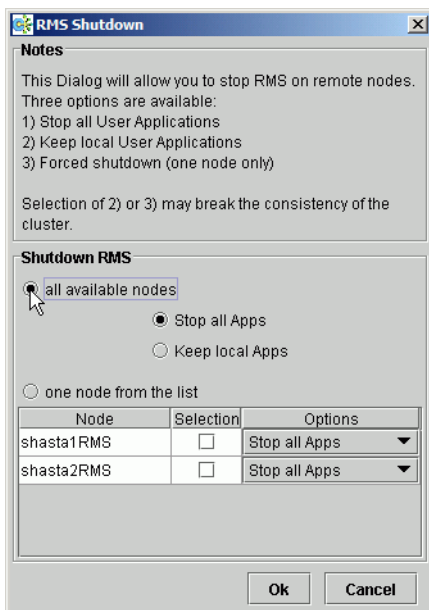 RMS Shutdown
Notes
This Dialog will allow you to stop RMS on remote nodes.
Three options are available:
1) Stop all User Applications
2) Keep local User Applications
3) Forced shutdown (one node only)
Selection of 2) or 3) may break the consistency of the
cluster.
Shutdown RMS
all available nodes
Stop all Apps
Keep local Apps
one node from the list
Node Selection Options
shasta1RMS Stop all Apps
shasta2RMS Stop all Apps
Ok Cancel